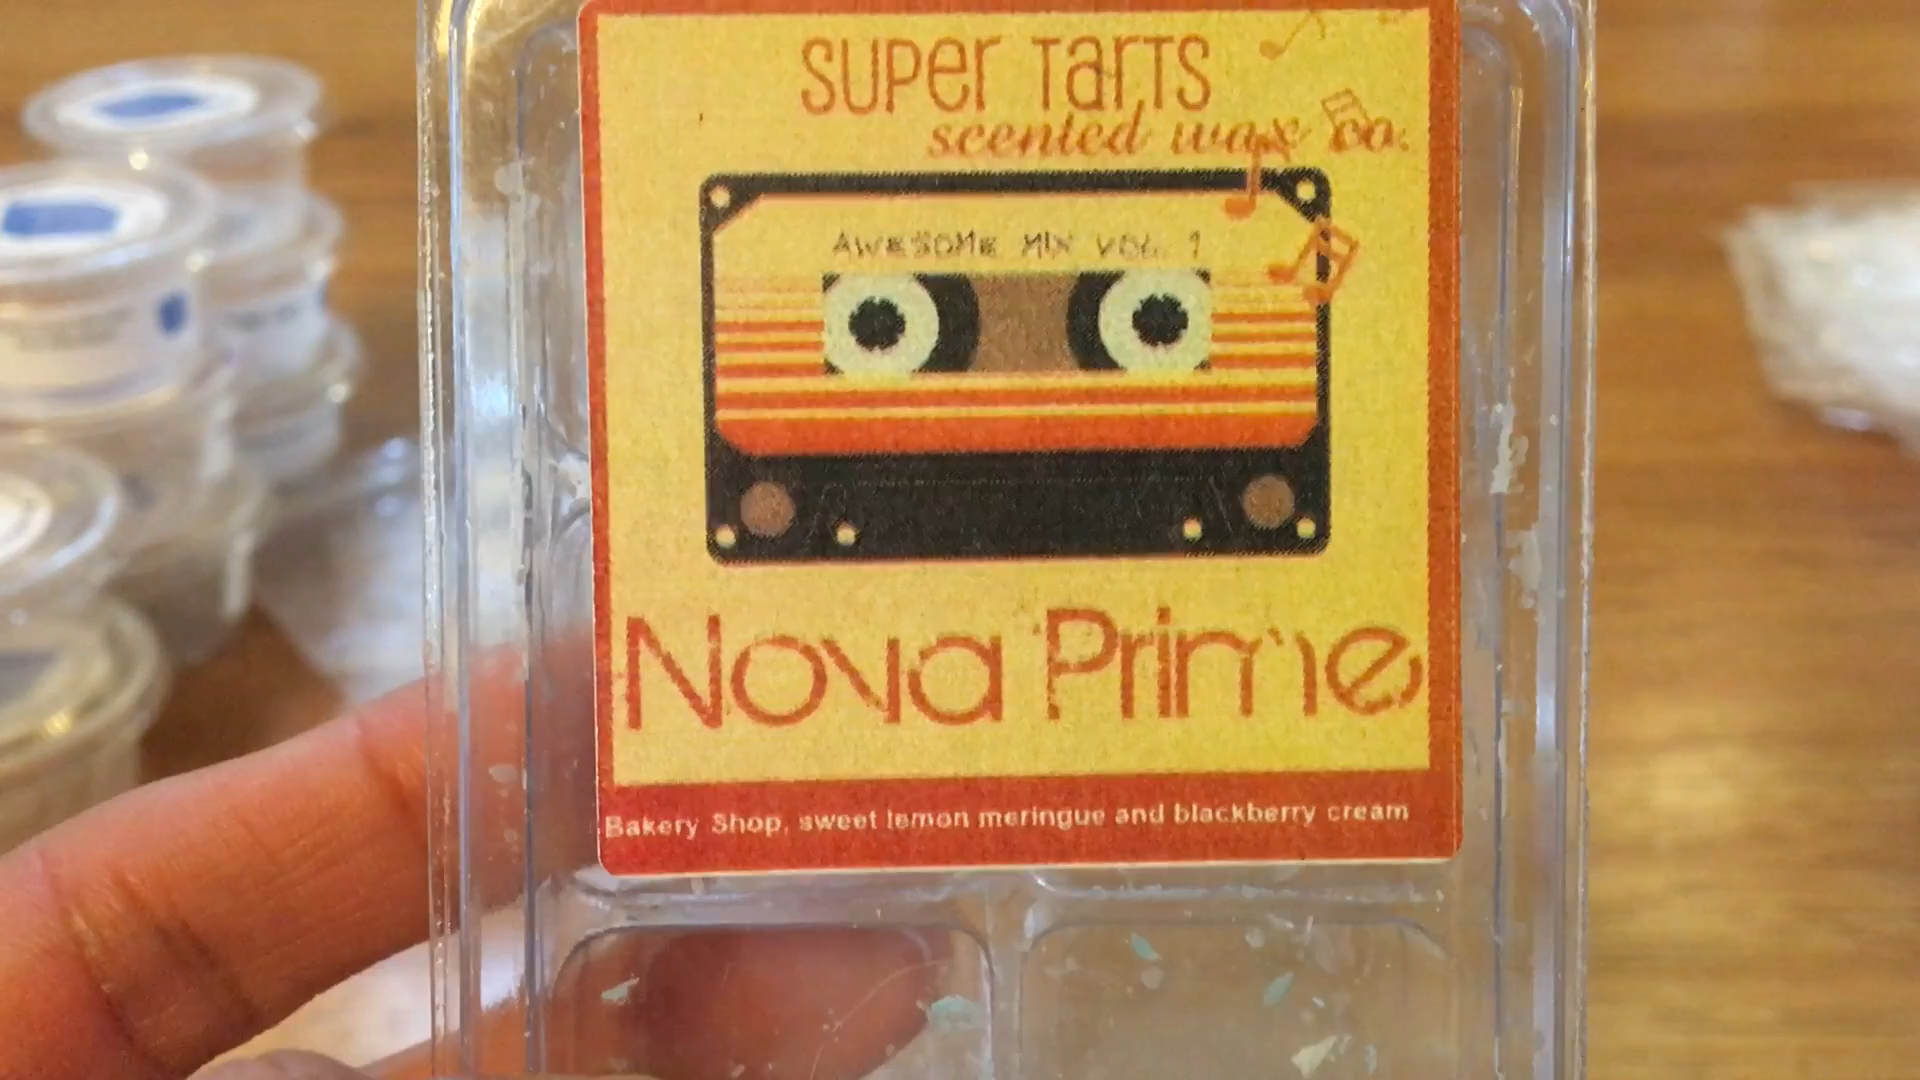 SUPer TarTS
scented wax co.
AWESOME MIX VOL. 1
Nova Prime
Bakery Shop, sweet lemon meringue and blackberry cream